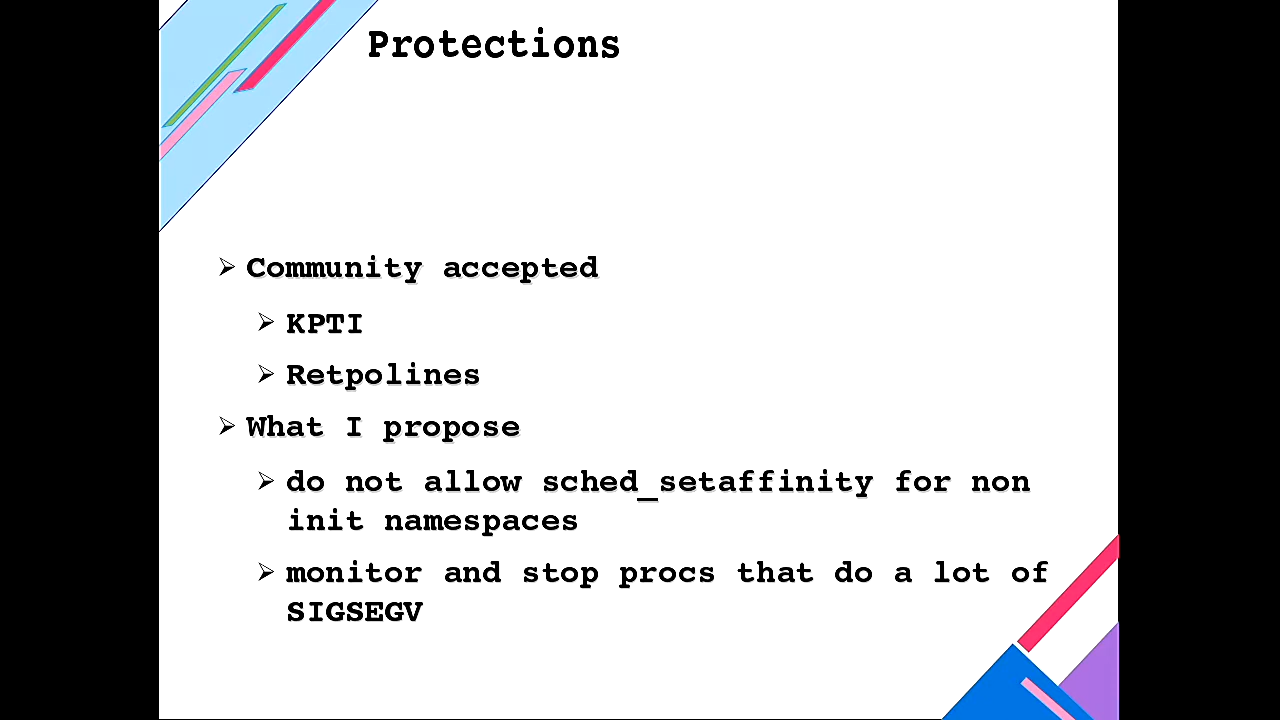 Protections
Community accepted
KPTI
Retpolines
What I propose
do not allow sched_setaffinity for non
init namespaces
monitor and stop procs that do a lot of
SIGSEGV